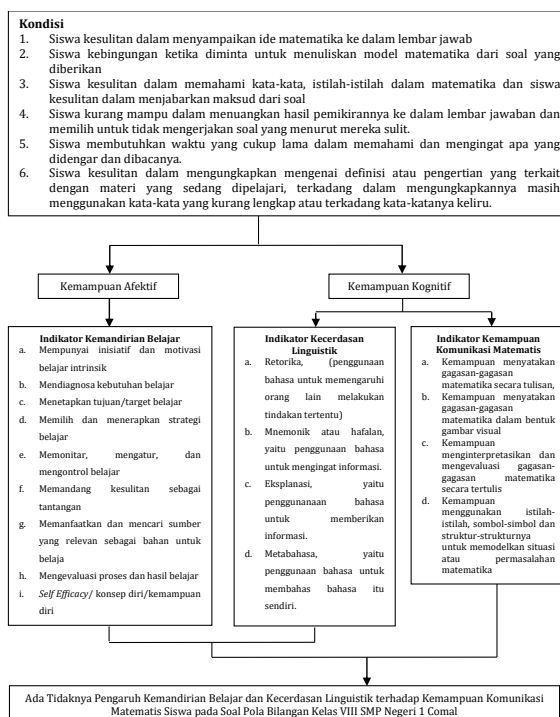 Kondisi
1. Siswa kesulitan dalam menyampaikan ide matematika ke dalam lembar jawab
2. Siswa kebingungan ketika diminta untuk menuliskan model matematika dari soal yang
diberikan
3. Siswa kesulitan dalam memahami kata-kata, istilah-istilah dalam matematika dan siswa
kesulitan dalam menjabarkan maksud dari soal
4. Siswa kurang mampu dalam menuangkan hasil pemikirannya ke dalam lembar jawaban dan
memilih untuk tidak mengerjakan soal yang menurut mereka sulit.
5. Siswa membutuhkan waktu yang cukup lama dalam memahami dan mengingat apa yang
didengar dan dibacanya.
6. Siswa kesulitan dalam mengungkapkan mengenai definisi atau pengertian yang terkait
dengan materi yang sedang dipelajari, terkadang dalam mengungkapkannya masih
menggunakan kata-kata yang kurang lengkap atau terkadang kata-katanya keliru.
Kemampuan Afektif
Kemampuan Kognitif
Indikator Kemandirian Belajar
a. Mempunyai inisiatif dan motivasi
belajar intrinsik
b. Mendiagnosa kebutuhan belajar
c. Menetapkan tujuan/target belajar
d. Memilih dan menerapkan strategi
belajar
e. Memonitar, mengatur, dan
mengontrol belajar
f. Memandang kesulitan sebagai
tantangan
g. Memanfaatkan dan mencari sumber
yang relevan sebagai bahan untuk
belaja
h. Mengevaluasi proses dan hasil belajar
i. Self Efficacy/ konsep diri/kemampuan
diri
Indikator Kecerdasan
Linguistik
a. Retorika, (penggunaan
bahasa untuk memengaruhi
orang lain melakukan
tindakan tertentu)
b. Mnemonik atau hafalan,
yaitu penggunaan bahasa
untuk mengingat informasi.
c. Eksplanasi, yaitu
penggunanaan bahasa
untuk memberikan
informasi.
d. Metabahasa, yaitu
penggunaan bahasa untuk
membahas bahasa itu
sendiri.
Indikator Kemampuan
Komunikasi Matematis
a. Kemampuan menyatakan
gagasan-gagasan
matematika secara tulisan,
b. Kemampuan menyatakan
gagasan-gagasan
matematika dalam bentuk
gambar visual
c. Kemampuan
menginterpretasikan dan
mengevaluasi gagasan-
gagasan matematika
secara tertulis
d. Kemampuan
menggunakan istilah-
istilah, sombol-simbol dan
struktur-strukturnya
untuk memodelkan situasi
atau permasalahan
matematika
Ada Tidaknya Pengaruh Kemandirian Belajar dan Kecerdasan Linguistik terhadap Kemampuan Komunikasi
Matematis Siswa pada Soal Pola Bilangan Kelas VIII SMP Negeri 1 Comal